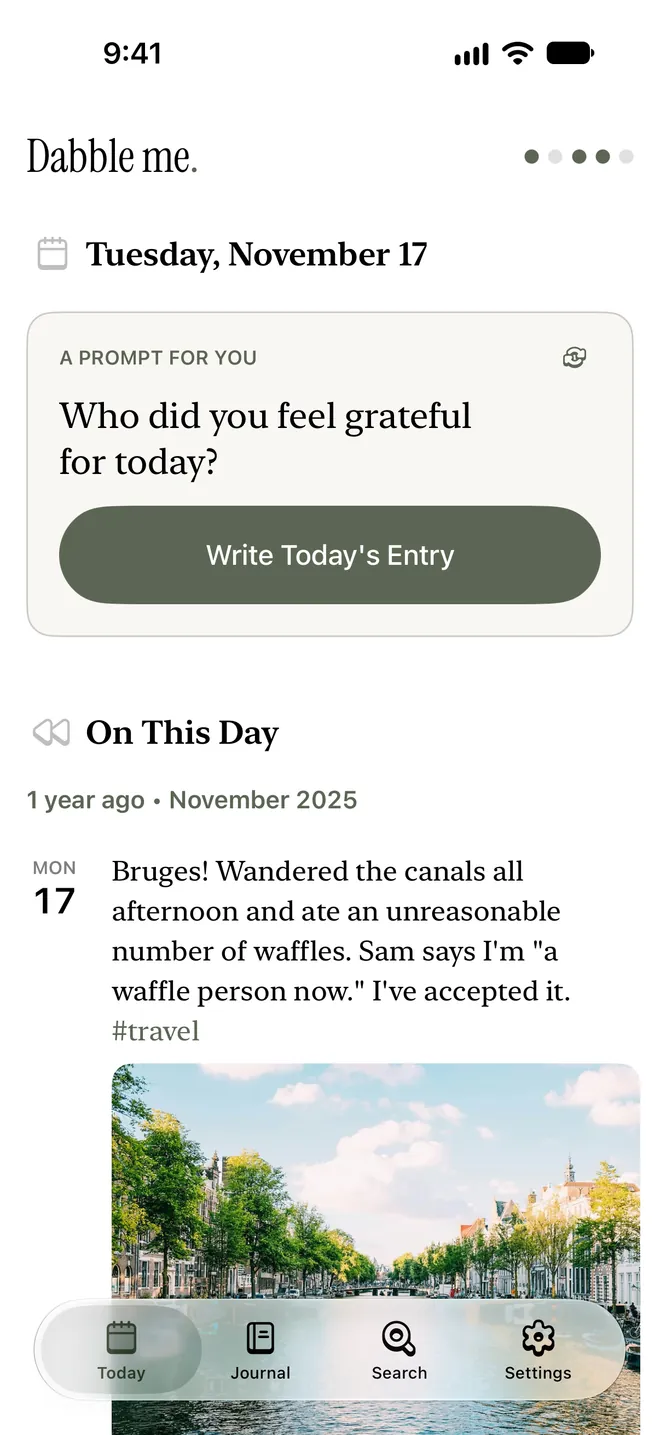 9:41
Dabble me.
Tuesday, November 17
A PROMPT FOR YOU
Who did you feel grateful
for today?
Write Today's Entry
On This Day
1 year ago • November 2025
MON
17
Bruges! Wandered the canals all
afternoon and ate an unreasonable
number of waffles. Sam says I'm "a
waffle person now." I've accepted it.
#travel
Today
Journal
Search
Settings